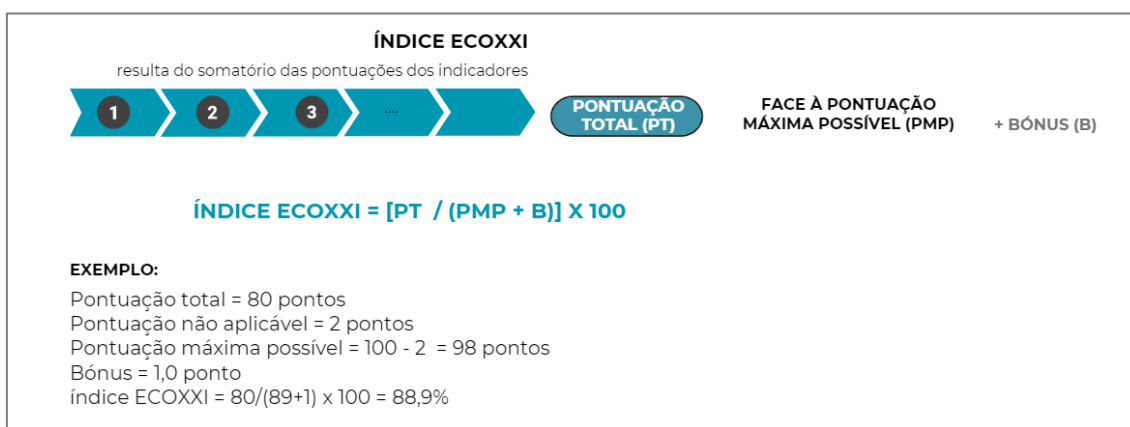 ÍNDICE ECOXXI
resulta do somatório das pontuações dos indicadores
1 2 3 ....
PONTUAÇÃO
TOTAL (PT)
FACE À PONTUAÇÃO
MÁXIMA POSSÍVEL (PMP)
+ BÓNUS (B)
ÍNDICE ECOXXI = [PT / (PMP + B)] X 100
EXEMPLO:
Pontuação total = 80 pontos
Pontuação não aplicável = 2 pontos
Pontuação máxima possível = 100 - 2 = 98 pontos
Bónus = 1,0 ponto
índice ECOXXI = 80/(89+1) x 100 = 88,9%